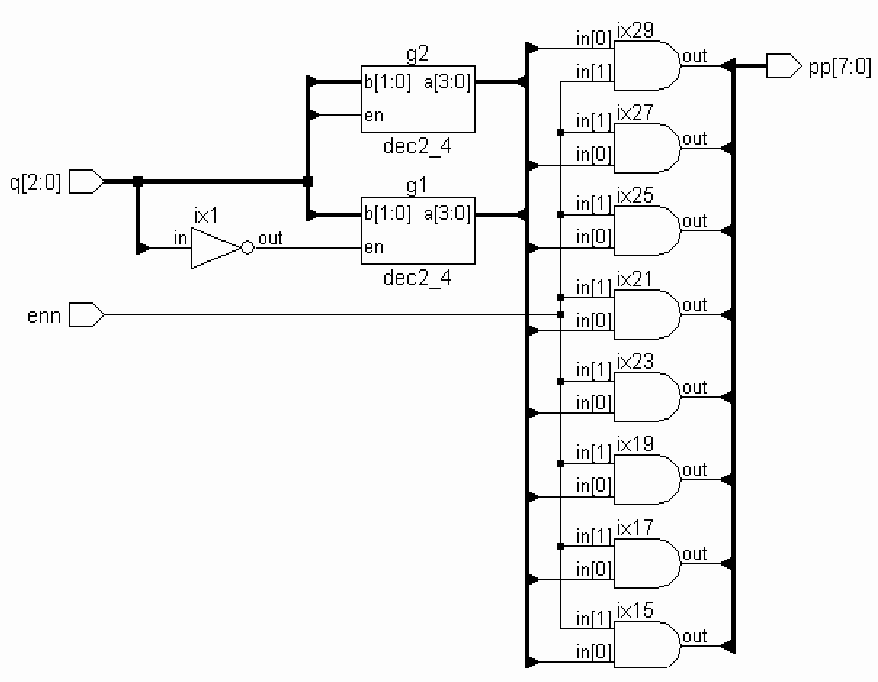 ix29
in[0] out
in[1]
pp[7:0]
g2
b[1:0] a[3:0]
en
dec2_4
ix27
in[1] out
in[0]
q[2:0]
g1
b[1:0] a[3:0]
en
dec2_4
ix1
in out
ix25
in[1] out
in[0]
enn
ix21
in[1] out
in[0]
ix23
in[1] out
in[0]
ix19
in[1] out
in[0]
ix17
in[1] out
in[0]
ix15
in[1] out
in[0]